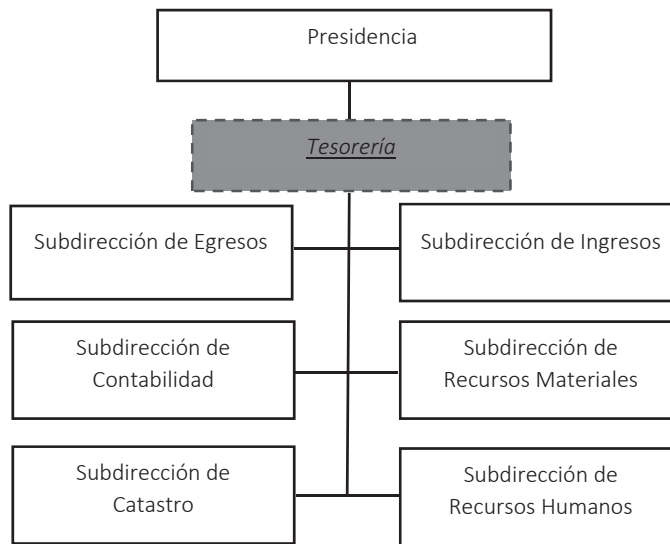 Presidencia
Tesorería
Subdirección de Egresos
Subdirección de Ingresos
Subdirección de
Contabilidad
Subdirección de
Recursos Materiales
Subdirección de
Catastro
Subdirección de
Recursos Humanos